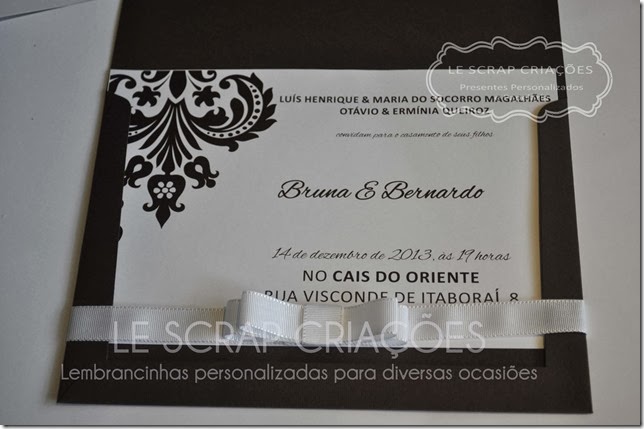 LE SCRAP CRIAÇÕES
Presentes Personalizados
LUÍS HENRIQUE & MARIA DO SOCORRO MAGALHÃES
OTÁVIO & ERMÍNIA QUEIROZ
convidam para o casamento de seus filhos
Bruna E Bernardo
14 de dezembro de 2013, às 19 horas
NO CAIS DO ORIENTE
RUA VISCONDE DE ITABORAÍ, 8
LE SCRAP CRIAÇÕES
Lembrancinhas personalizadas para diversas ocasiões